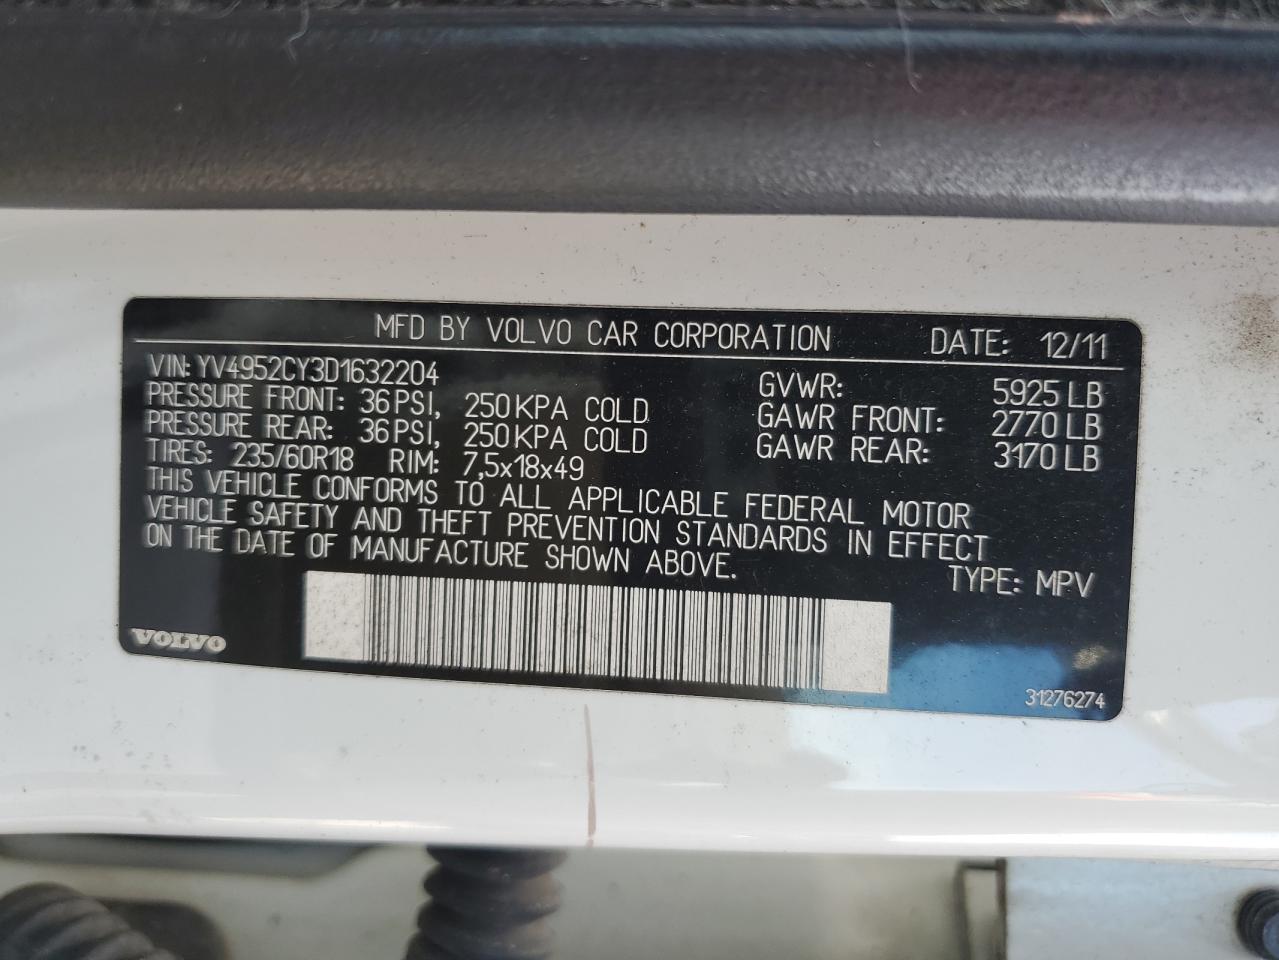 MFD BY VOLVO CAR CORPORATION DATE: 12/11
VIN: YV4952CY3D1632204 GVWR: 5925 LB
PRESSURE FRONT: 36 PSI, 250 KPA COLD GAWR FRONT: 2770 LB
PRESSURE REAR: 36 PSI, 250 KPA COLD GAWR REAR: 3170 LB
TIRES: 235/60R18 RIM: 7,5x18x49
THIS VEHICLE CONFORMS TO ALL APPLICABLE FEDERAL MOTOR
VEHICLE SAFETY AND THEFT PREVENTION STANDARDS IN EFFECT
ON THE DATE OF MANUFACTURE SHOWN ABOVE.
TYPE: MPV
VOLVO
31276274